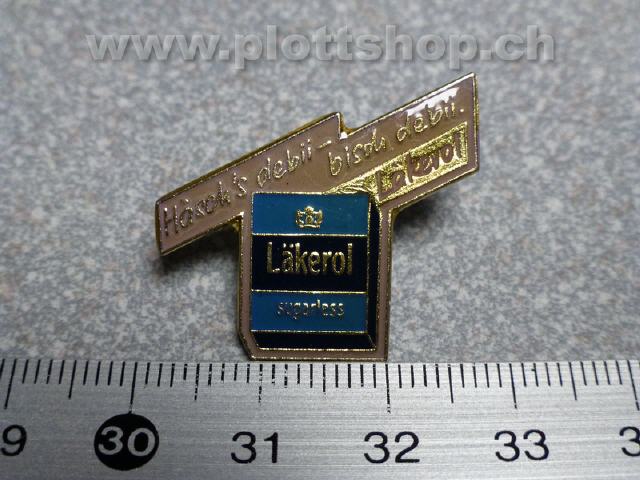 www.plottshop.ch
Häsch's debii -
bisch debii.
Läkerol
Läkerol
sugarless
9 30 31 32 33